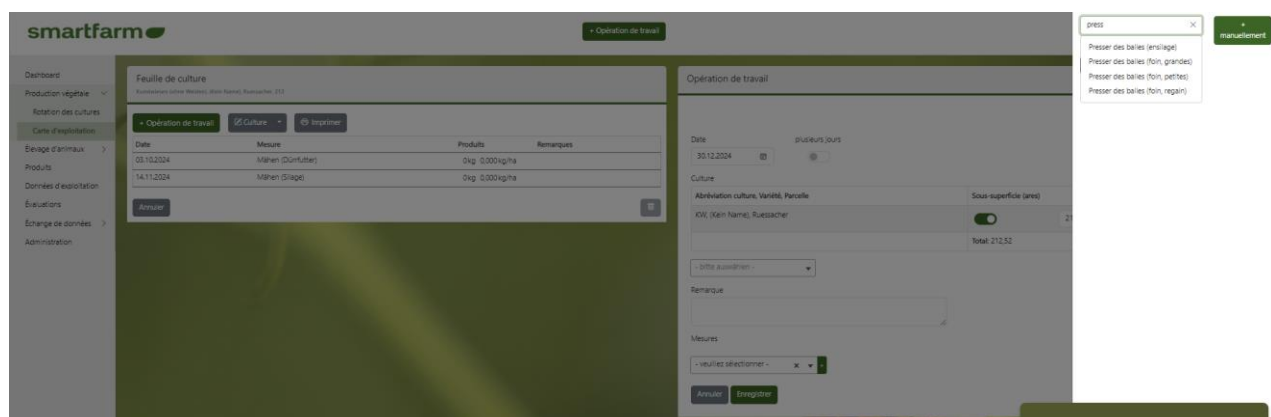 smartfarm
+ Opération de travail
Dashboard
Production végétale
Rotation des cultures
Carte d'exploitation
Élevage d'animaux
Produits
Données d'exploitation
Évaluations
Échange de données
Administration
Feuille de culture
+ Opération de travail
Culture
Imprimer
Date Mesure Produits Remarques
03.10.2024 Mähen (Dürrfutter) 0kg 0,000kg/ha
14.11.2024 Mähen (Silage) 0kg 0,000kg/ha
Annuler
Opération de travail
Date plusieurs jours
30.12.2024
Culture
Abréviation culture, Variété, Parcelle Sous-superficie (ares)
KW, (Kein Name), Ruessacher 21
Total: 212,52
- bitte auswählen -
Remarque
Mesures
- veuillez sélectionner -
Annuler
Enregistrer
press
+
manuellement
Presser des balles (ensilage)
Presser des balles (foin, grandes)
Presser des balles (foin, petites)
Presser des balles (foin, regain)